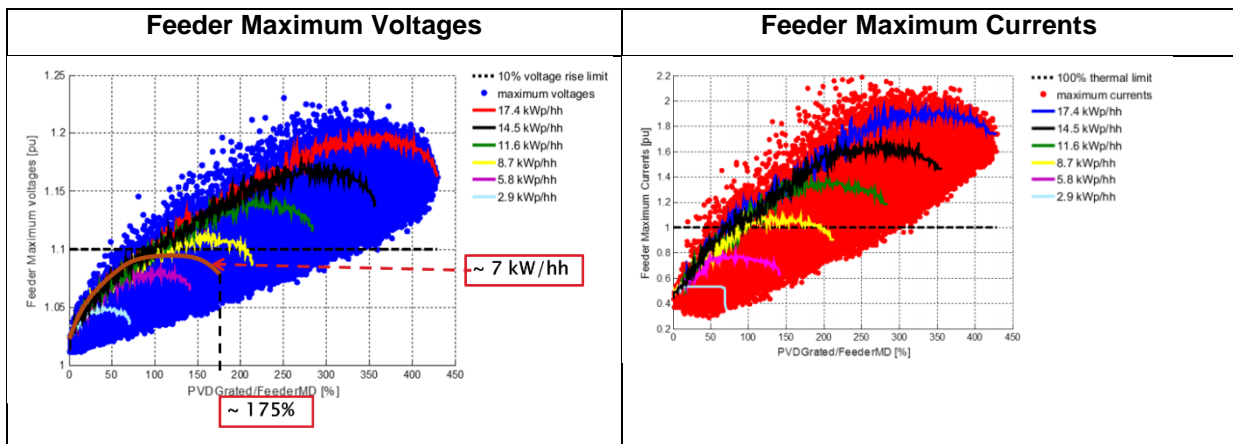 Feeder Maximum Voltages
Feeder Maximum Currents
1.25
1.2
1.15
1.1
1.05
1
0
50
100
150
200
250
300
350
400
450
Feeder Maximum voltages [pu]
PVDGrated/FeederMD [%]
10% voltage rise limit
maximum voltages
17.4 kWp/hh
14.5 kWp/hh
11.6 kWp/hh
8.7 kWp/hh
5.8 kWp/hh
2.9 kWp/hh
~ 7 kW/hh
~ 175%
2.2
2
1.8
1.6
1.4
1.2
1
0.8
0.6
0.4
0.2
0
50
100
150
200
250
300
350
400
450
Feeder Maximum Currents [pu]
PVDGrated/FeederMD [%]
100% thermal limit
maximum currents
17.4 kWp/hh
14.5 kWp/hh
11.6 kWp/hh
8.7 kWp/hh
5.8 kWp/hh
2.9 kWp/hh